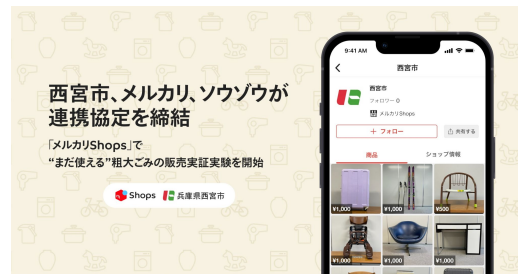 西宮市、メルカリ、ソウゾウが
連携協定を締結
「メルカリShops」で
“まだ使える”粗大ごみの販売実証実験を開始
Shops 兵庫県西宮市
9:41 AM
西宮市
西宮市
フォロワー 0
メルカリShops
+ フォロー
共有する
商品 ショップ情報
¥1,000 ¥1,000 ¥500
¥1,000 ¥1,000 ¥1,000